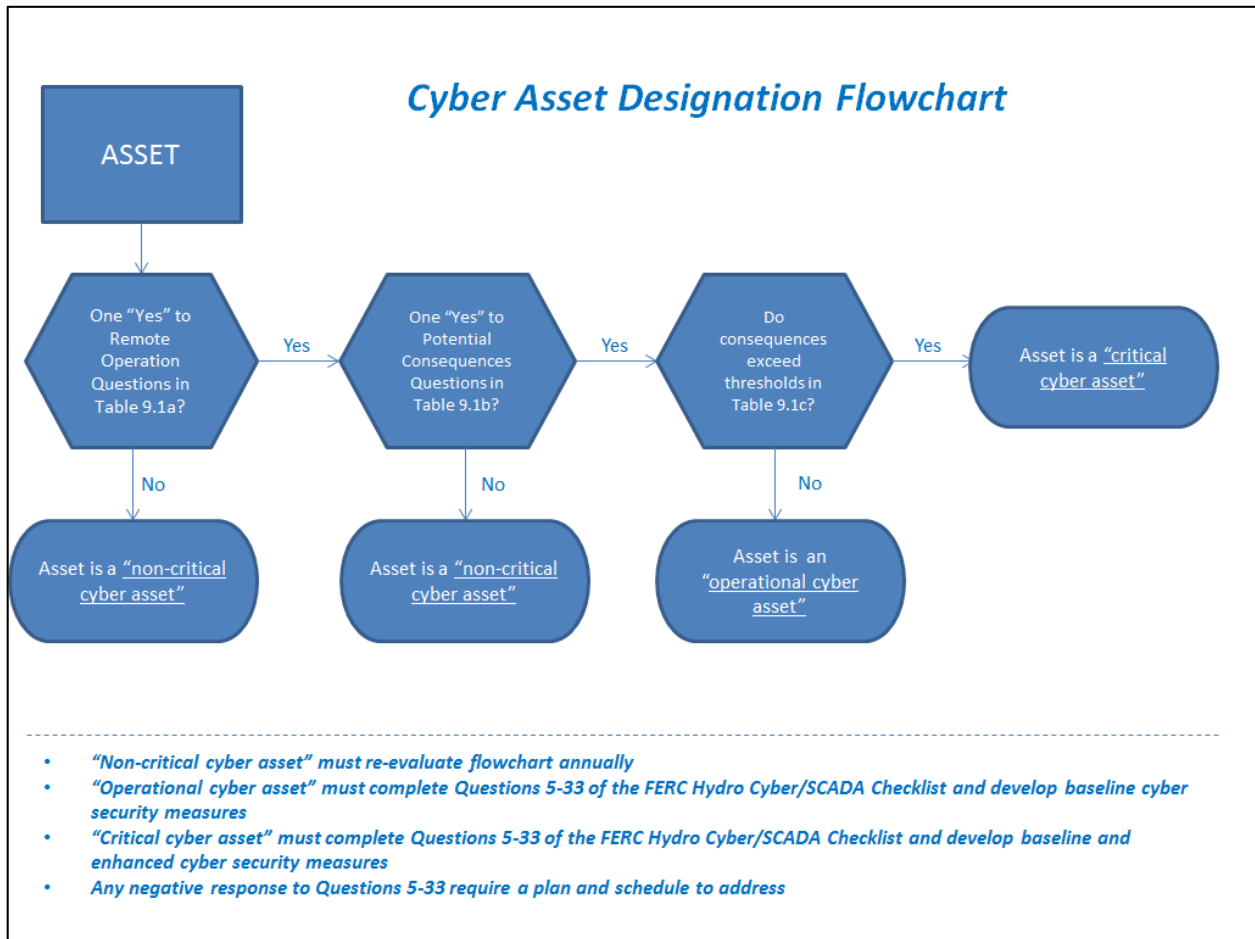 Cyber Asset Designation Flowchart
ASSET
One “Yes” to
Remote
Operation
Questions in
Table 9.1a?
Yes
One “Yes” to
Potential
Consequences
Questions in
Table 9.1b?
Yes
Do
consequences
exceed
thresholds in
Table 9.1c?
Yes
Asset is a “critical
cyber asset”
No
No
No
Asset is a “non-critical
cyber asset”
Asset is a “non-critical
cyber asset”
Asset is an
“operational cyber
asset”
• “Non-critical cyber asset” must re-evaluate flowchart annually
• “Operational cyber asset” must complete Questions 5-33 of the FERC Hydro Cyber/SCADA Checklist and develop baseline cyber
security measures
• “Critical cyber asset” must complete Questions 5-33 of the FERC Hydro Cyber/SCADA Checklist and develop baseline and
enhanced cyber security measures
• Any negative response to Questions 5-33 require a plan and schedule to address